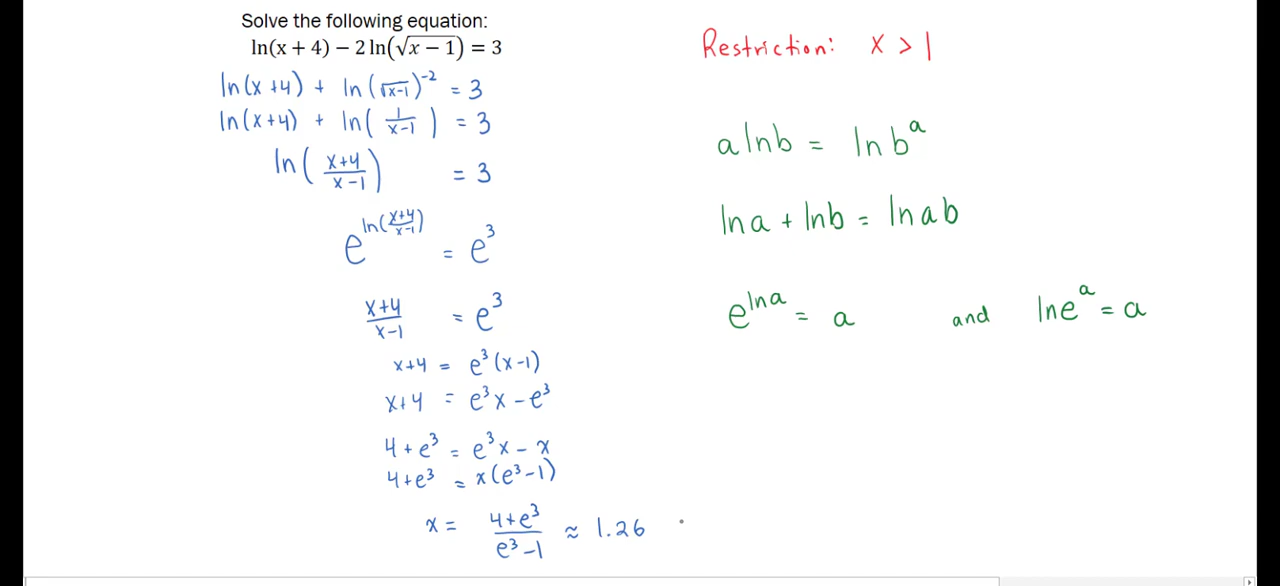 Solve the following equation:
ln(x + 4) − 2 ln(√x − 1) = 3
Restriction: x > 1
ln(x+4) + ln(√x-1)^-2 = 3
ln(x+4) + ln(1/(x-1)) = 3
ln((x+4)/(x-1)) = 3
e^ln((x+4)/(x-1)) = e^3
(x+4)/(x-1) = e^3
x+4 = e^3(x-1)
x+4 = e^3x - e^3
4+e^3 = e^3x - x
4+e^3 = x(e^3-1)
x = (4+e^3)/(e^3-1) ≈ 1.26
a ln b = ln b^a
ln a + ln b = ln ab
e^ln a = a and ln e^a = a